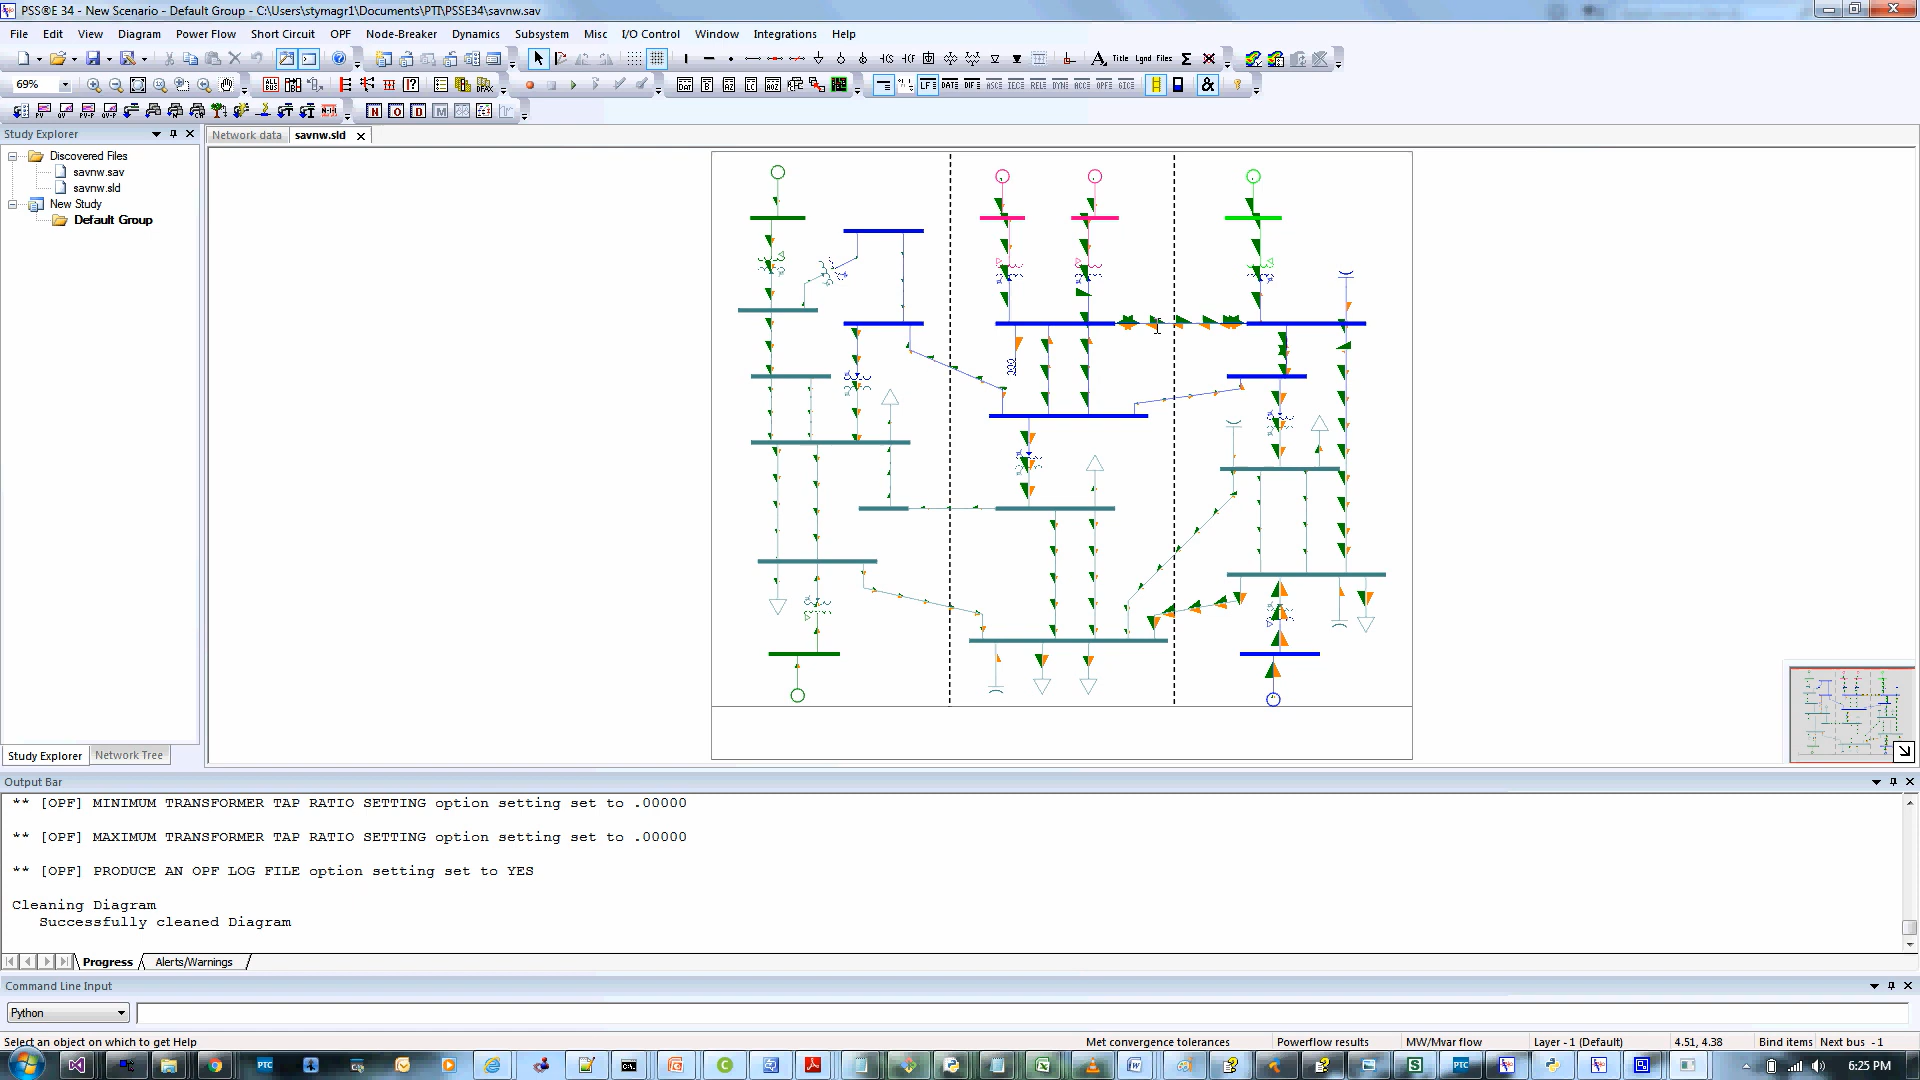 PSS®E 34 - New Scenario - Default Group - C:\Users\stymagr1\Documents\PTI\PSSE34\savnw.sav
File Edit View Diagram Power Flow Short Circuit OPF Node-Breaker Dynamics Subsystem Misc I/O Control Window Integrations Help
Title Lgnd Files
69%
Study Explorer
Network data savnw.sld
Discovered Files
savnw.sav
savnw.sld
New Study
Default Group
Study Explorer Network Tree
Output Bar
** [OPF] MINIMUM TRANSFORMER TAP RATIO SETTING option setting set to .00000
** [OPF] MAXIMUM TRANSFORMER TAP RATIO SETTING option setting set to .00000
** [OPF] PRODUCE AN OPF LOG FILE option setting set to YES
Cleaning Diagram
Successfully cleaned Diagram
Progress Alerts/Warnings
Command Line Input
Python
Select an object on which to get Help Met convergence tolerances Powerflow results MW/Mvar flow Layer - 1 (Default) 4.51, 4.38 Bind items Next bus - 1
6:25 PM